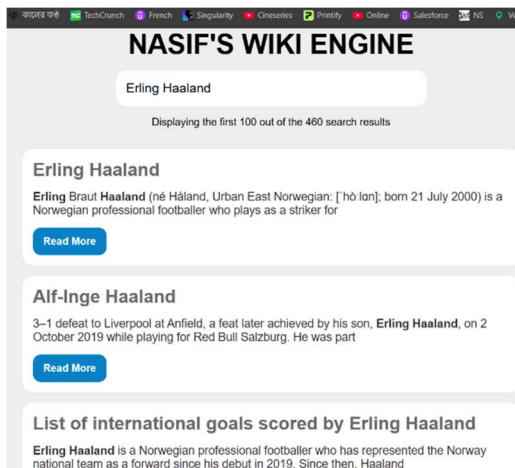 কালের কণ্ঠ TechCrunch French Singularity Cineseries Printify Online Salesforce NS
NASIF'S WIKI ENGINE
Erling Haaland
Displaying the first 100 out of the 460 search results
Erling Haaland
Erling Braut Haaland (né Håland, Urban East Norwegian: [ˈhòːlɑn]; born 21 July 2000) is a
Norwegian professional footballer who plays as a striker for
Read More
Alf-Inge Haaland
3–1 defeat to Liverpool at Anfield, a feat later achieved by his son, Erling Haaland, on 2
October 2019 while playing for Red Bull Salzburg. He was part
Read More
List of international goals scored by Erling Haaland
Erling Haaland is a Norwegian professional footballer who has represented the Norway
national team as a forward since his debut in 2019. Since then, Haaland